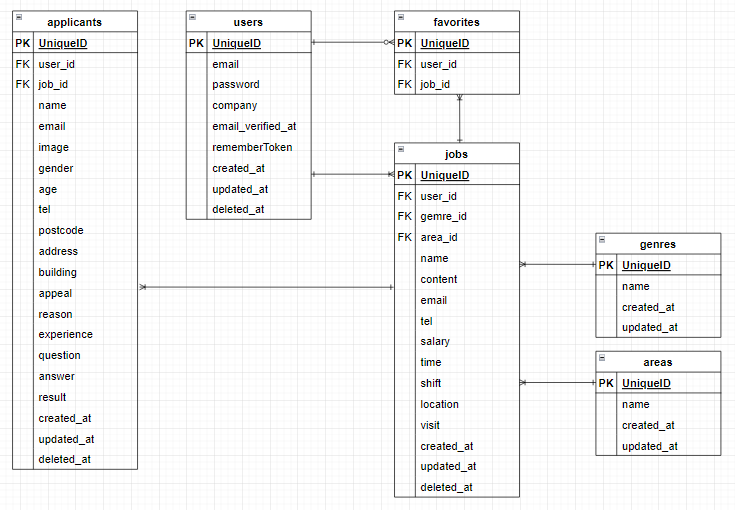 applicants
PK UniqueID
FK user_id
FK job_id
name
email
image
gender
age
tel
postcode
address
building
appeal
reason
experience
question
answer
result
created_at
updated_at
deleted_at
users
PK UniqueID
email
password
company
email_verified_at
rememberToken
created_at
updated_at
deleted_at
favorites
PK UniqueID
FK user_id
FK job_id
jobs
PK UniqueID
FK user_id
FK gemre_id
FK area_id
name
content
email
tel
salary
time
shift
location
visit
created_at
updated_at
deleted_at
genres
PK UniqueID
name
created_at
updated_at
areas
PK UniqueID
name
created_at
updated_at